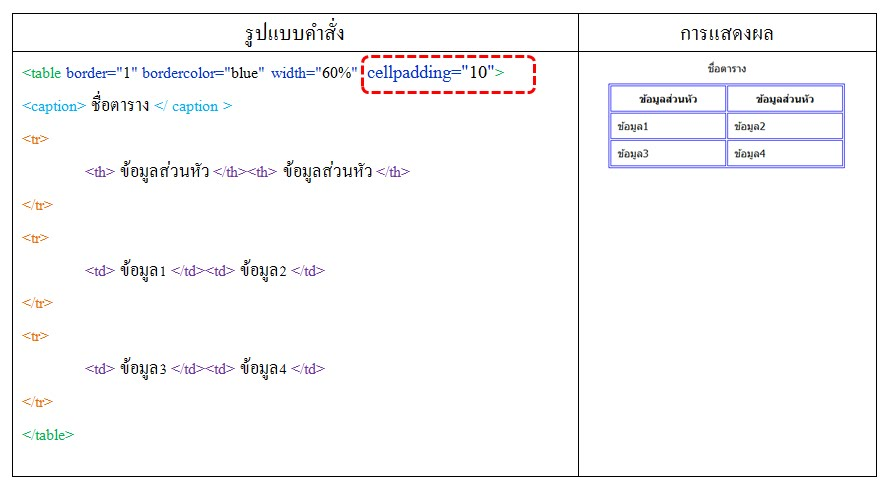 รูปแบบคำสั่ง
<table border="1" bordercolor="blue" width="60%" cellpadding="10">
<caption> ชื่อตาราง </ caption >
<tr>
<th> ข้อมูลส่วนหัว </th><th> ข้อมูลส่วนหัว </th>
</tr>
<tr>
<td> ข้อมูล1 </td><td> ข้อมูล2 </td>
</tr>
<tr>
<td> ข้อมูล3 </td><td> ข้อมูล4 </td>
</tr>
</table>
การแสดงผล
ชื่อตาราง
ข้อมูลส่วนหัว ข้อมูลส่วนหัว
ข้อมูล1 ข้อมูล2
ข้อมูล3 ข้อมูล4